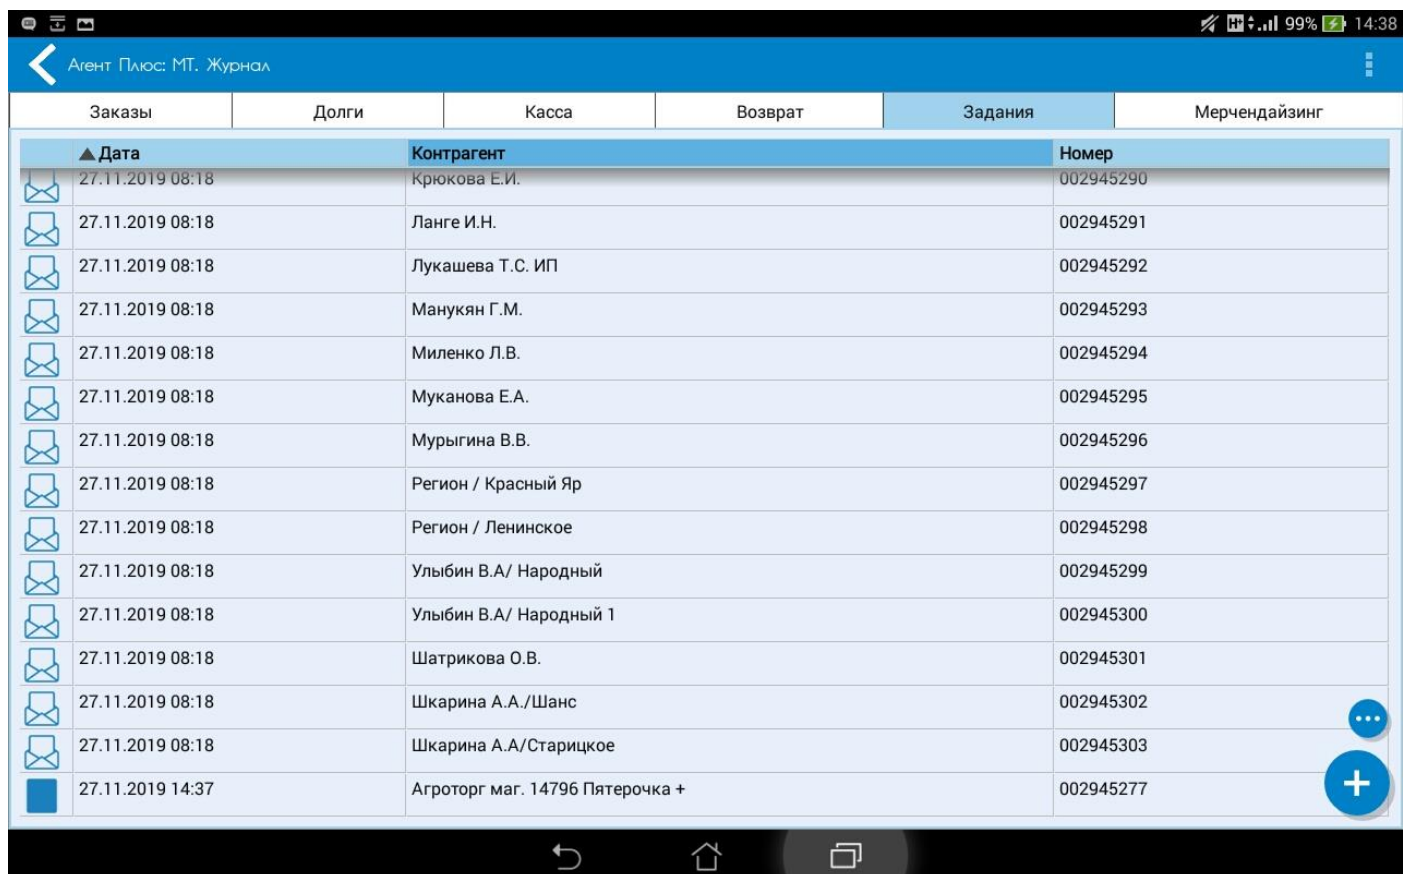 99% 14:38
Агент Плюс: МТ. Журнал
Заказы Долги Касса Возврат Задания Мерчендайзинг
Дата Контрагент Номер
27.11.2019 08:18 Крюкова Е.И. 002945290
27.11.2019 08:18 Ланге И.Н. 002945291
27.11.2019 08:18 Лукашева Т.С. ИП 002945292
27.11.2019 08:18 Манукян Г.М. 002945293
27.11.2019 08:18 Миленко Л.В. 002945294
27.11.2019 08:18 Муканова Е.А. 002945295
27.11.2019 08:18 Мурыгина В.В. 002945296
27.11.2019 08:18 Регион / Красный Яр 002945297
27.11.2019 08:18 Регион / Ленинское 002945298
27.11.2019 08:18 Улыбин В.А/ Народный 002945299
27.11.2019 08:18 Улыбин В.А/ Народный 1 002945300
27.11.2019 08:18 Шатрикова О.В. 002945301
27.11.2019 08:18 Шкарина А.А./Шанс 002945302
27.11.2019 08:18 Шкарина А.А/Старицкое 002945303
27.11.2019 14:37 Агроторг маг. 14796 Пятерочка + 002945277